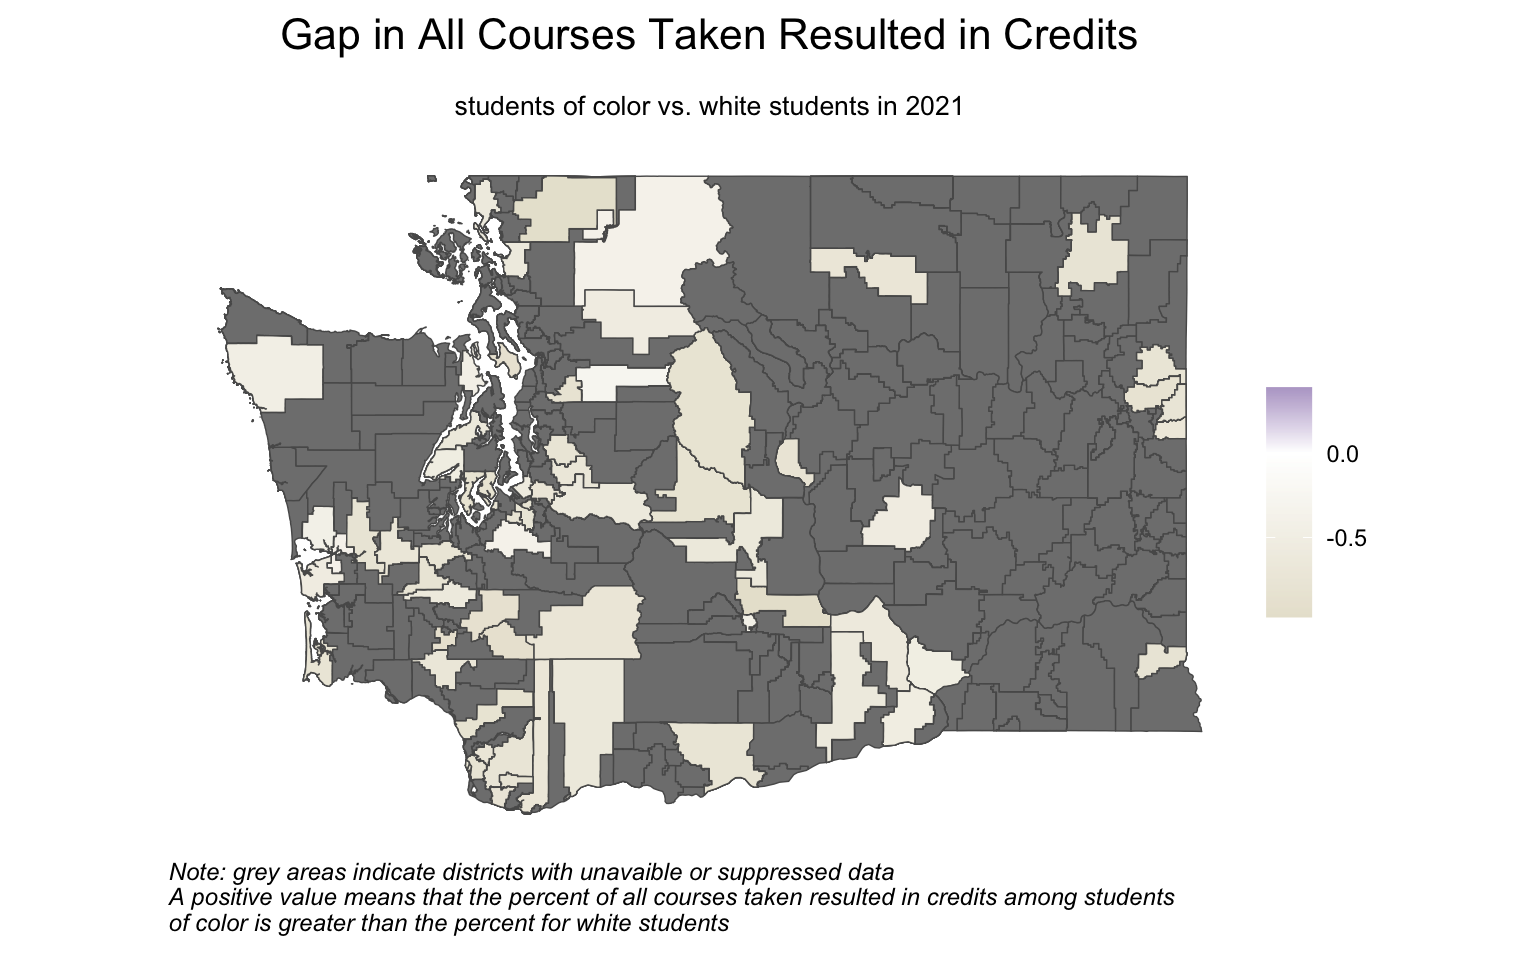 Gap in All Courses Taken Resulted in Credits
students of color vs. white students in 2021
0.0
-0.5
Note: grey areas indicate districts with unavaible or suppressed data
A positive value means that the percent of all courses taken resulted in credits among students
of color is greater than the percent for white students